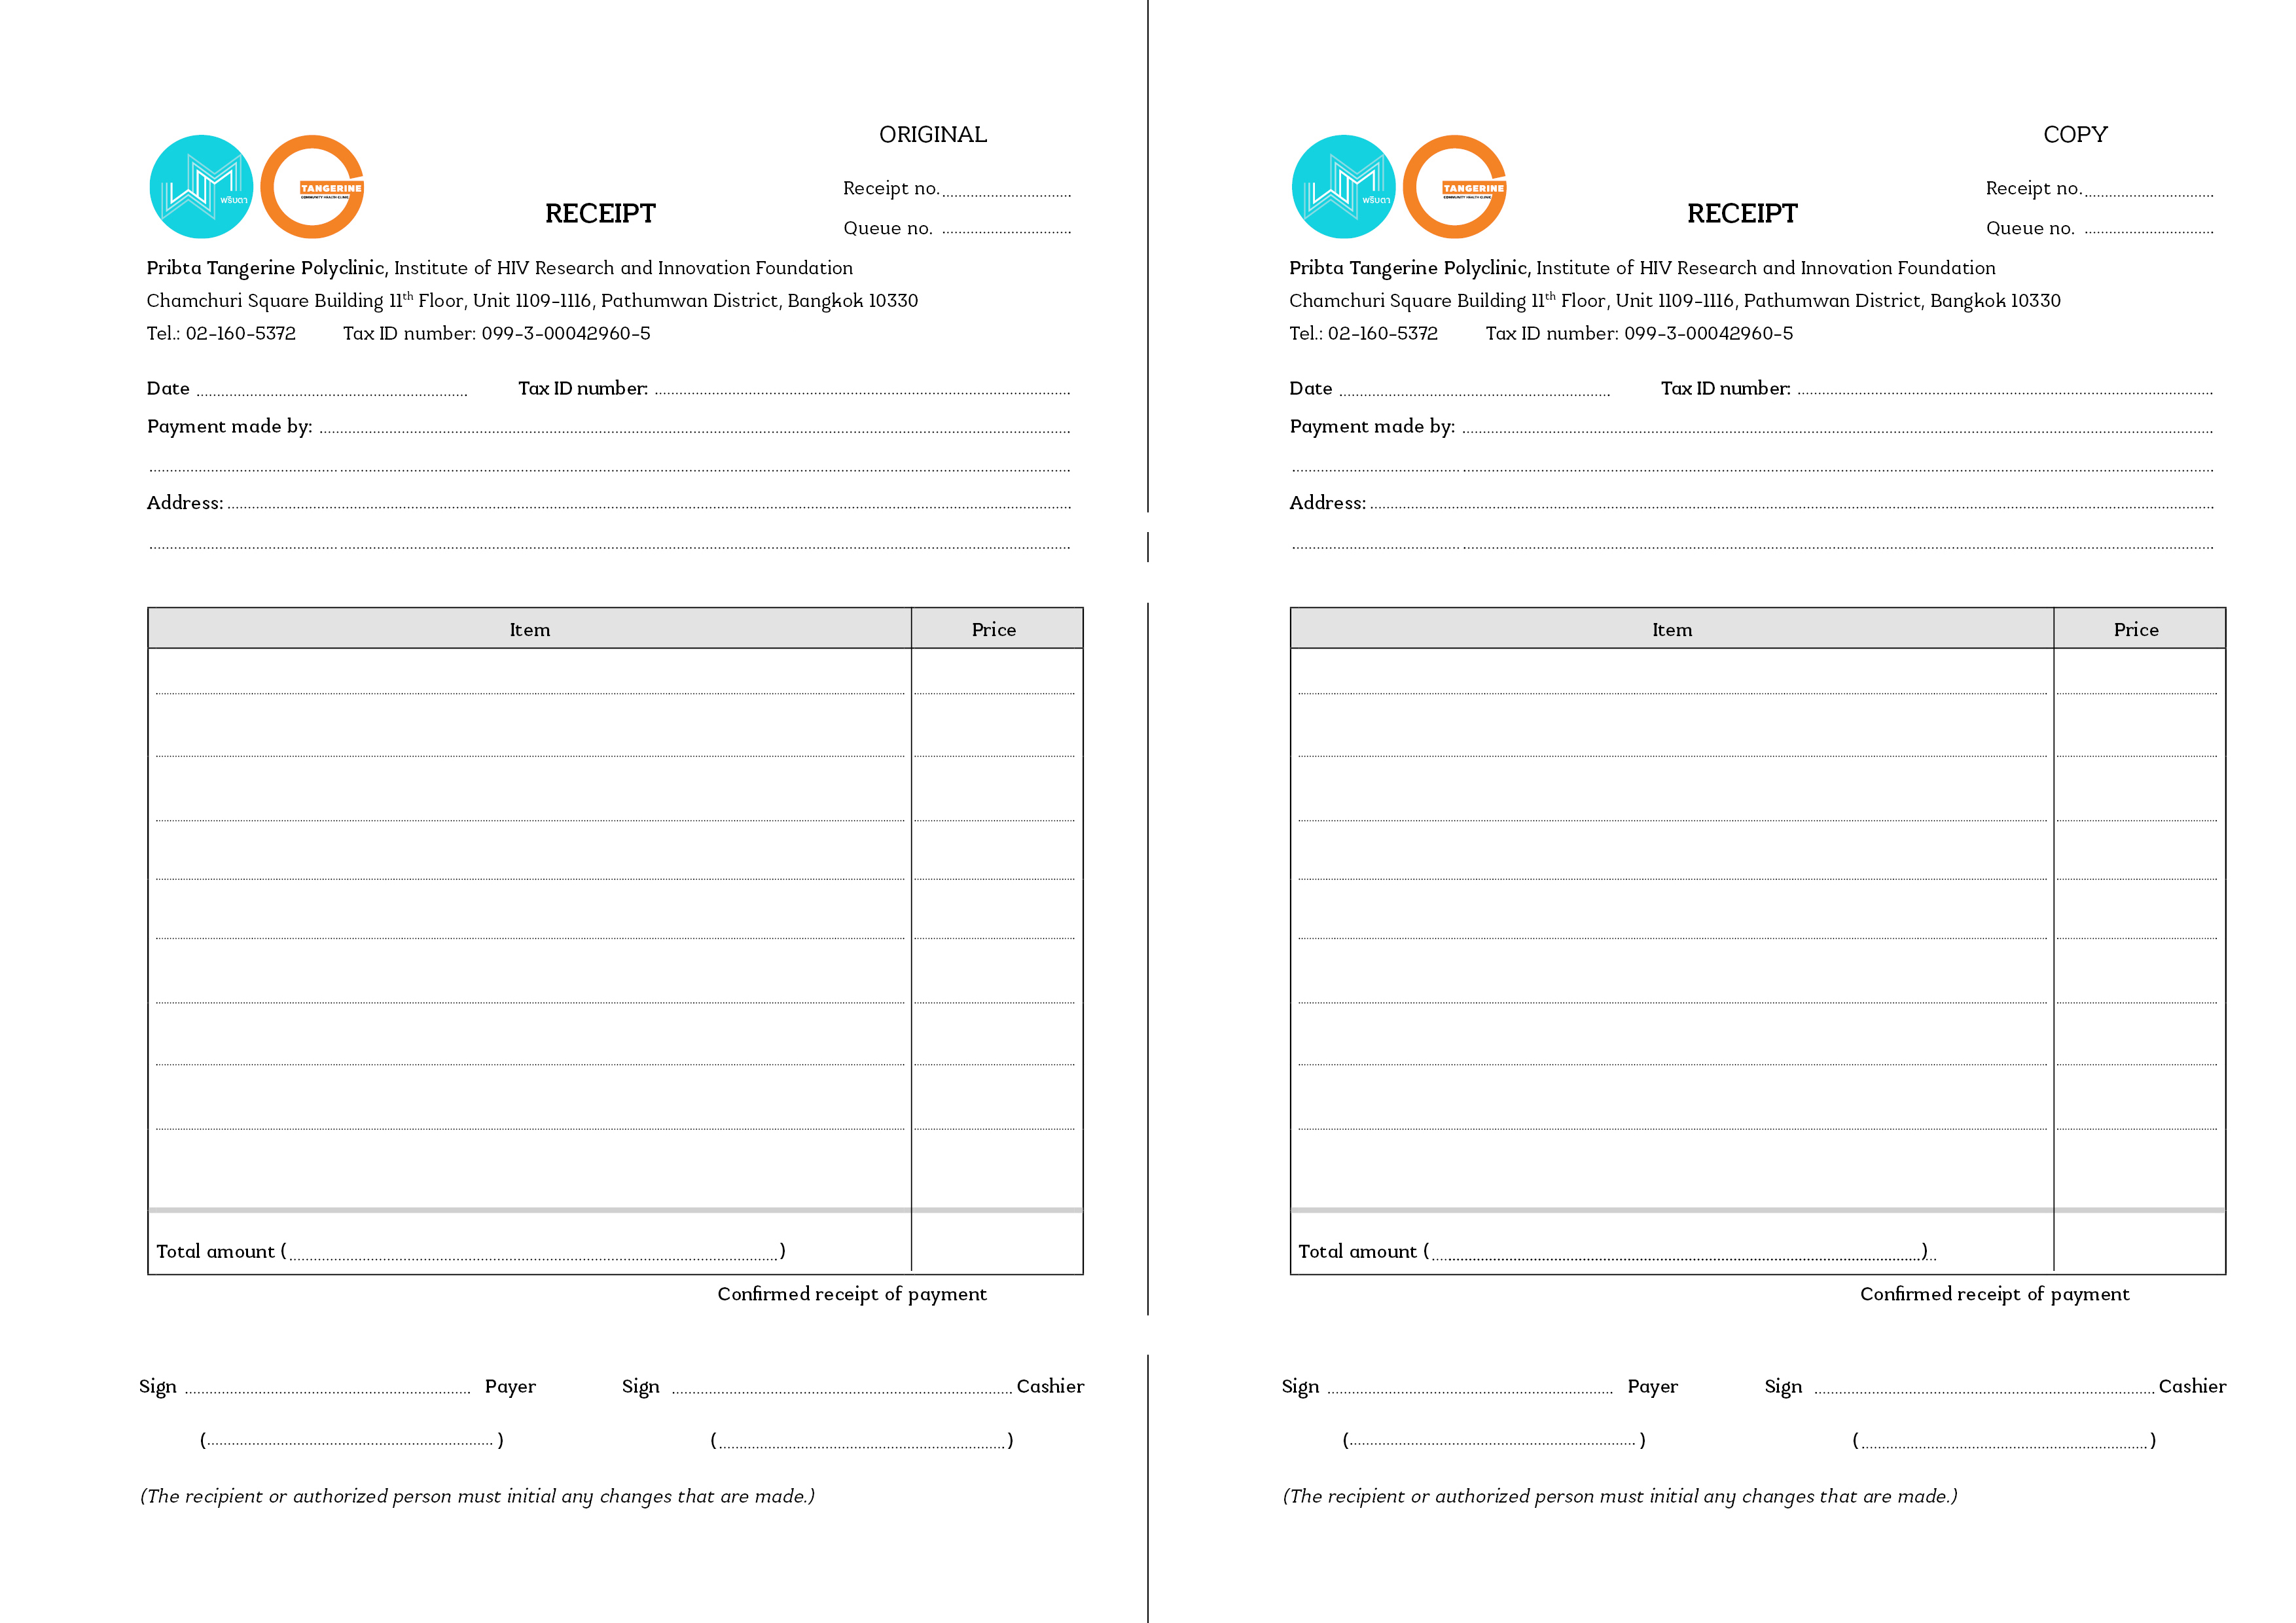 ORIGINAL
พริบตา
TANGERINE
COMMUNITY HEALTH CLINIC
RECEIPT
Receipt no.
Queue no.
Pribta Tangerine Polyclinic, Institute of HIV Research and Innovation Foundation
Chamchuri Square Building 11th Floor, Unit 1109-1116, Pathumwan District, Bangkok 10330
Tel.: 02-160-5372 Tax ID number: 099-3-00042960-5
Date Tax ID number:
Payment made by:
Address:
Item Price
Total amount ( )
Confirmed receipt of payment
Sign Payer Sign Cashier
( ) ( )
(The recipient or authorized person must initial any changes that are made.)
COPY
พริบตา
TANGERINE
COMMUNITY HEALTH CLINIC
RECEIPT
Receipt no.
Queue no.
Pribta Tangerine Polyclinic, Institute of HIV Research and Innovation Foundation
Chamchuri Square Building 11th Floor, Unit 1109-1116, Pathumwan District, Bangkok 10330
Tel.: 02-160-5372 Tax ID number: 099-3-00042960-5
Date Tax ID number:
Payment made by:
Address:
Item Price
Total amount ( )
Confirmed receipt of payment
Sign Payer Sign Cashier
( ) ( )
(The recipient or authorized person must initial any changes that are made.)